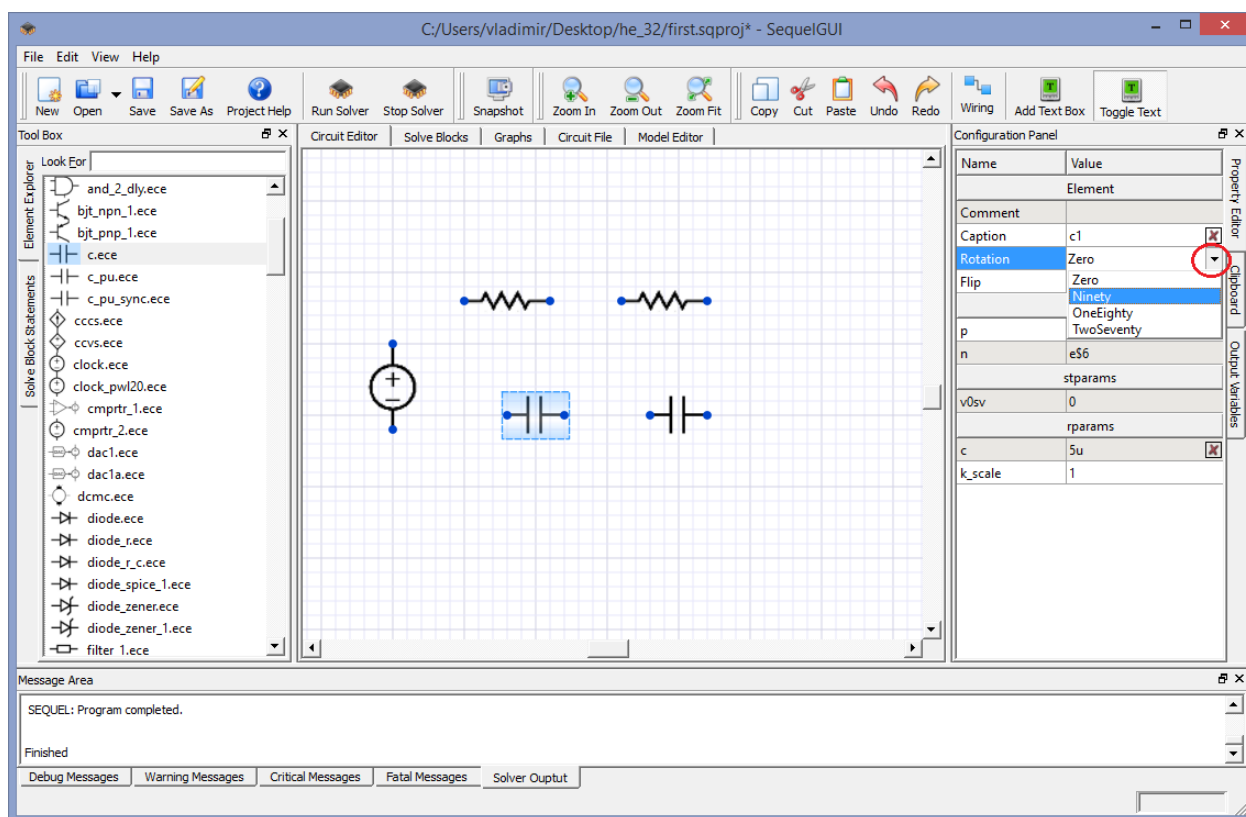 C:/Users/vladimir/Desktop/he_32/first.sqproj* - SequelGUI
File Edit View Help
New Open Save Save As Project Help Run Solver Stop Solver Snapshot Zoom In Zoom Out Zoom Fit Copy Cut Paste Undo Redo Wiring Add Text Box Toggle Text
Tool Box
Look For
Element Explorer
Solve Block Statements
and_2_dly.ece
bjt_npn_1.ece
bjt_pnp_1.ece
c.ece
c_pu.ece
c_pu_sync.ece
cccs.ece
ccvs.ece
clock.ece
clock_pwl20.ece
cmprtr_1.ece
cmprtr_2.ece
dac1.ece
dac1a.ece
dcmc.ece
diode.ece
diode_r.ece
diode_r_c.ece
diode_spice_1.ece
diode_zener.ece
diode_zener_1.ece
filter 1.ece
Circuit Editor Solve Blocks Graphs Circuit File Model Editor
Configuration Panel
Name Value
Element
Comment
Caption c1
Rotation Zero
Flip
Zero
Ninety
OneEighty
TwoSeventy
p
n e$6
stparams
v0sv 0
rparams
c 5u
k_scale 1
Property Editor
Clipboard
Output Variables
Message Area
SEQUEL: Program completed.
Finished
Debug Messages Warning Messages Critical Messages Fatal Messages Solver Ouptut